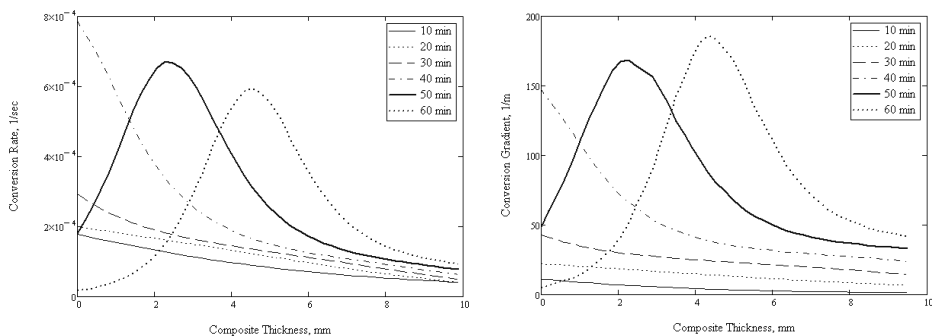 8×10⁻⁴
6×10⁻⁴
4×10⁻⁴
2×10⁻⁴
0
0 2 4 6 8 10
Conversion Rate, 1/sec
Composite Thickness, mm
10 min
20 min
30 min
40 min
50 min
60 min
200
150
100
50
0
0 2 4 6 8 10
Conversion Gradient, 1/m
Composite Thickness, mm
10 min
20 min
30 min
40 min
50 min
60 min